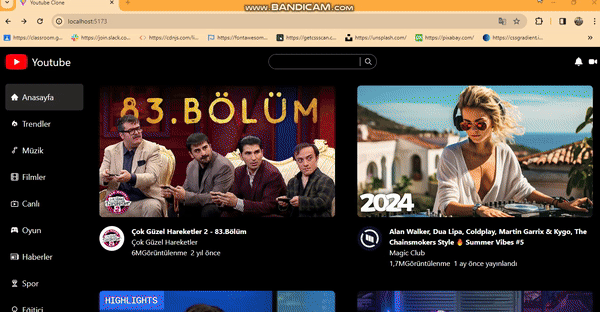 Youtube Clone
www.BANDICAM.com
localhost:5173
https://classroom.g...
https://join.slack.co...
https://cdnjs.com/li...
https://fontawesom...
https://getcssscan.c...
https://unsplash.com/
https://pixabay.com/
https://cssgradient.i...
Youtube
Anasayfa
Trendler
Müzik
Filmler
Canlı
Oyun
Haberler
Spor
Eğitici
83.BÖLÜM
Çok Güzel Hareketler 2 - 83.Bölüm
Çok Güzel Hareketler
6MGörüntülenme 2 yıl önce
2024
Alan Walker, Dua Lipa, Coldplay, Martin Garrix & Kygo, The
Chainsmokers Style 🔥 Summer Vibes #5
Magic Club
1,7MGörüntülenme 1 ay önce yayınlandı
HIGHLIGHTS